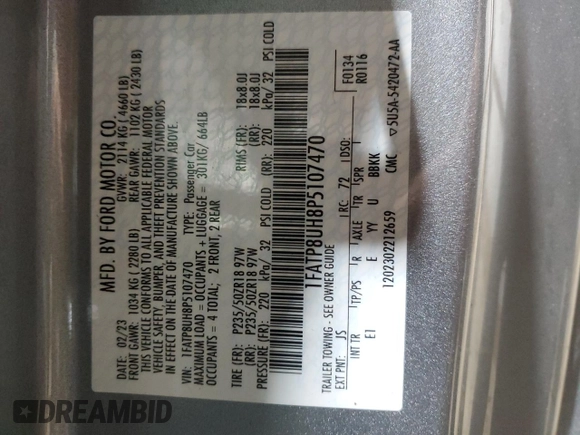 MFD. BY FORD MOTOR CO.
DATE: 02/23 GVWR: 2114 KG ( 4660 LB)
FRONT GAWR: 1034 KG ( 2280 LB) REAR GAWR: 1102 KG ( 2430 LB)
THIS VEHICLE CONFORMS TO ALL APPLICABLE FEDERAL MOTOR
VEHICLE SAFETY, BUMPER, AND THEFT PREVENTION STANDARDS
IN EFFECT ON THE DATE OF MANUFACTURE SHOWN ABOVE.
VIN: 1FATP8UH8P5107470 TYPE: Passenger Car
MAXIMUM LOAD = OCCUPANTS + LUGGAGE = 301KG/ 664LB
OCCUPANTS = 4 TOTAL; 2 FRONT, 2 REAR
TIRE (FR): P235/50ZR18 97W RIMS (FR): 18x8.0J
(RR): P235/50ZR18 97W (RR): 18x8.0J
PRESSURE (FR): 220 kPa/ 32 PSI COLD (RR): 220 kPa/ 32 PSI COLD
1FATP8UH8P5107470
TRAILER TOWING - SEE OWNER GUIDE F0134
EXT PNT: JS RC: 72 DSO: R0116
INT TR TP/PS R AXLE TR SPR
EI E YY U BBKK
1202302212659 CMC ▽5U5A-5420472-AA
DREAMBID